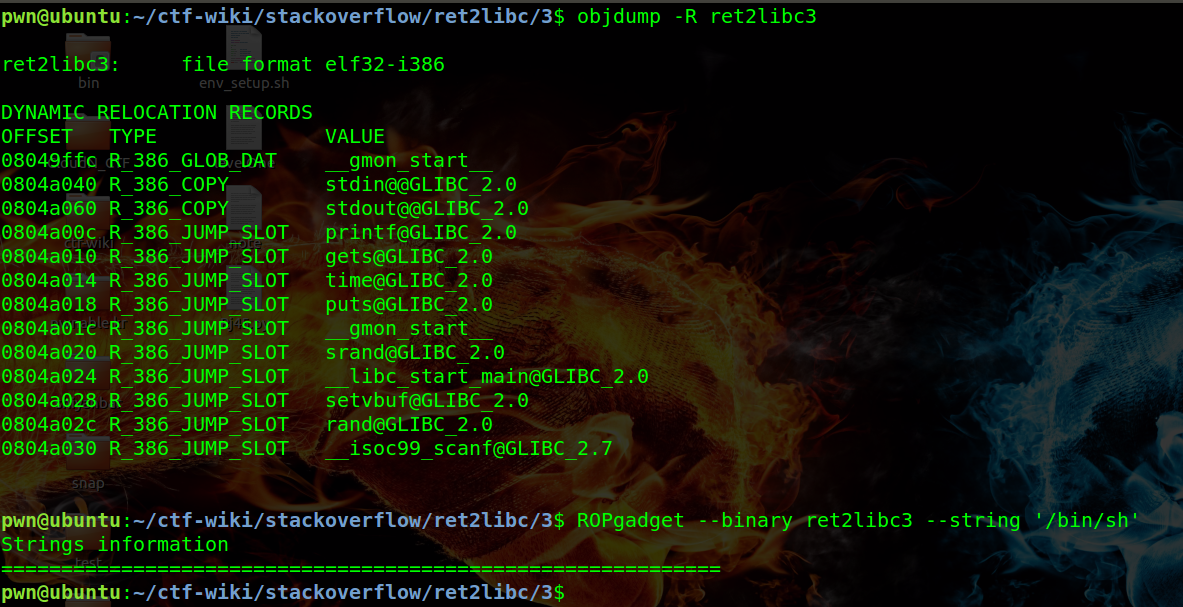 pwn@ubuntu:~/ctf-wiki/stackoverflow/ret2libc/3$ objdump -R ret2libc3
ret2libc3:     file format elf32-i386
bin
env_setup.sh
DYNAMIC RELOCATION RECORDS
OFFSET   TYPE              VALUE
08049ffc R_386_GLOB_DAT    __gmon_start__
0804a040 R_386_COPY        stdin@@GLIBC_2.0
0804a060 R_386_COPY        stdout@@GLIBC_2.0
0804a00c R_386_JUMP_SLOT   printf@GLIBC_2.0
0804a010 R_386_JUMP_SLOT   gets@GLIBC_2.0
0804a014 R_386_JUMP_SLOT   time@GLIBC_2.0
0804a018 R_386_JUMP_SLOT   puts@GLIBC_2.0
0804a01c R_386_JUMP_SLOT   __gmon_start__
0804a020 R_386_JUMP_SLOT   srand@GLIBC_2.0
0804a024 R_386_JUMP_SLOT   __libc_start_main@GLIBC_2.0
0804a028 R_386_JUMP_SLOT   setvbuf@GLIBC_2.0
0804a02c R_386_JUMP_SLOT   rand@GLIBC_2.0
0804a030 R_386_JUMP_SLOT   __isoc99_scanf@GLIBC_2.7
snap
pwn@ubuntu:~/ctf-wiki/stackoverflow/ret2libc/3$ ROPgadget --binary ret2libc3 --string '/bin/sh'
Strings information
test
============================================================
pwn@ubuntu:~/ctf-wiki/stackoverflow/ret2libc/3$